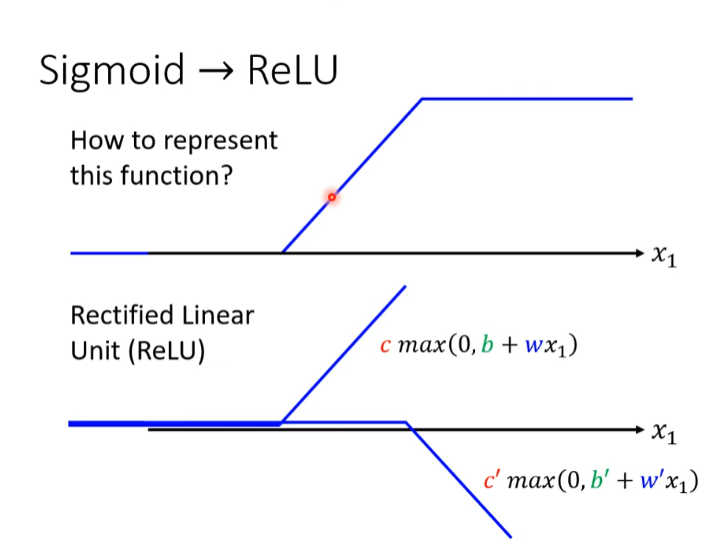 Sigmoid → ReLU
How to represent
this function?
x₁
Rectified Linear
Unit (ReLU)
c max(0, b + wx₁)
x₁
c′ max(0, b′ + w′x₁)